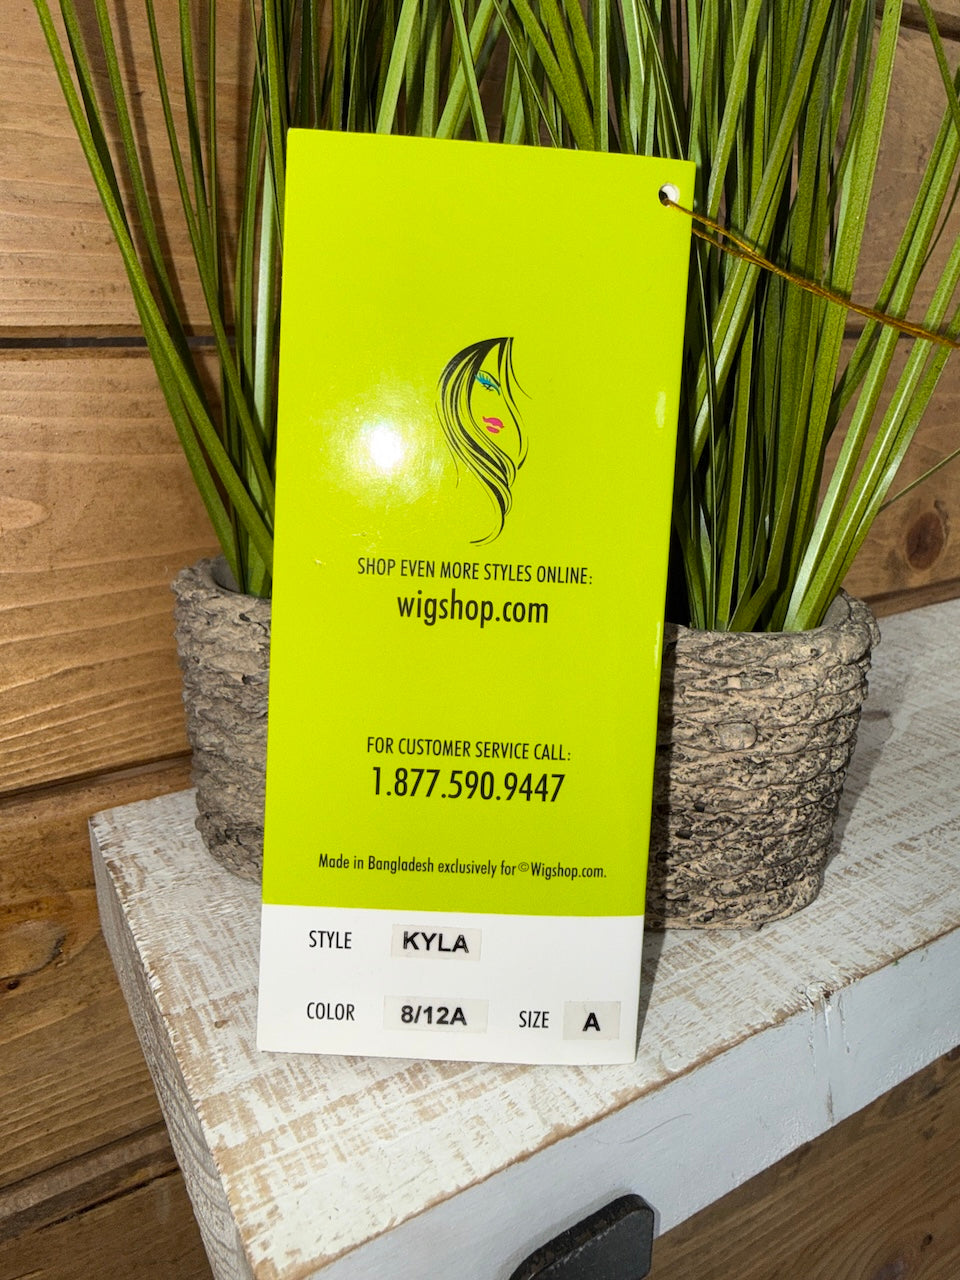 SHOP EVEN MORE STYLES ONLINE:
wigshop.com
FOR CUSTOMER SERVICE CALL:
1.877.590.9447
Made in Bangladesh exclusively for©Wigshop.com.
STYLE KYLA
COLOR 8/12A SIZE A